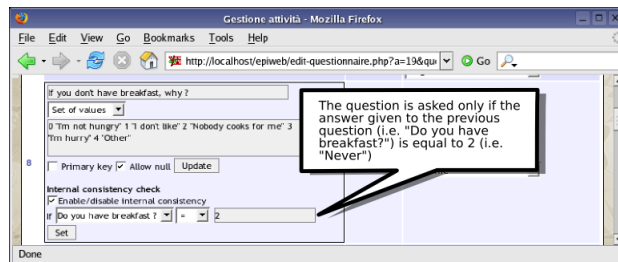 Gestione attività - Mozilla Firefox
File Edit View Go Bookmarks Tools Help
http://localhost/epiweb/edit-questionnaire.php?a=19&qu Go
If you don't have breakfast, why ?
Set of values
0 "I'm not hungry" 1 "I don't like" 2 "Nobody cooks for me" 3
"I'm hurry" 4 "Other"
8
Primary key Allow null Update
Internal consistency check
Enable/disable internal consistency
If Do you have breakfast ? = 2
Set
The question is asked only if the
answer given to the previous
question (i.e. "Do you have
breakfast?") is equal to 2 (i.e.
"Never")
Done